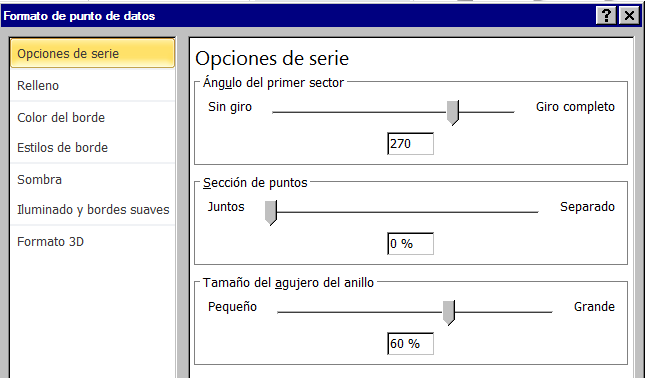 Formato de punto de datos
Opciones de serie
Relleno
Color del borde
Estilos de borde
Sombra
Iluminado y bordes suaves
Formato 3D
Opciones de serie
Ángulo del primer sector
Sin giro Giro completo
270
Sección de puntos
Juntos Separado
0 %
Tamaño del agujero del anillo
Pequeño Grande
60 %